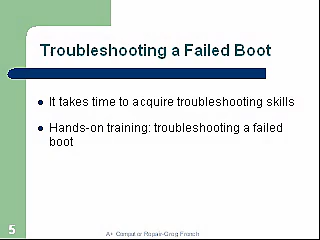 Troubleshooting a Failed Boot
It takes time to acquire troubleshooting skills
Hands-on training: troubleshooting a failed
boot
5
A+ Computer Repair-Greg French